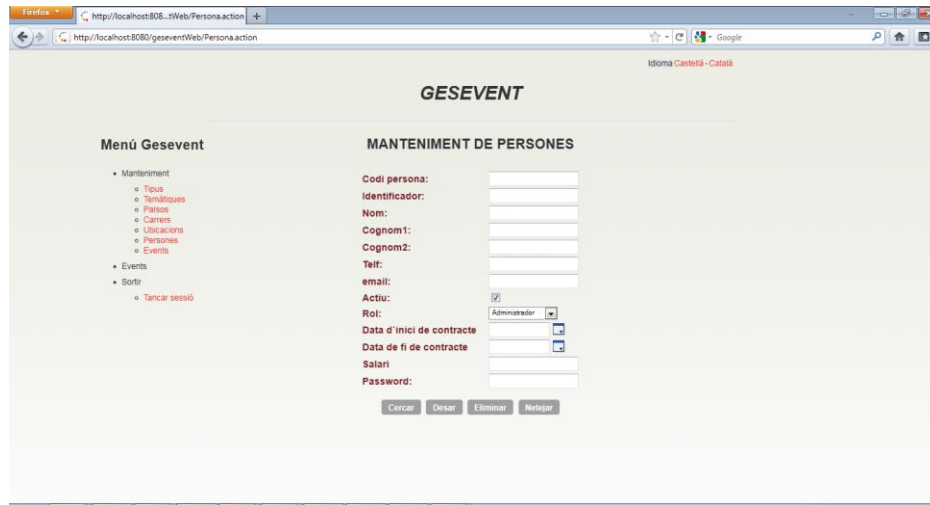 Firefox
http://localhost:808...tWeb/Persona.action
http://localhost:8080/geseventWeb/Persona.action
Google
Idioma Castellà - Català
GESEVENT
Menú Gesevent
Manteniment
Tipus
Temàtiques
Països
Carrers
Ubicacions
Persones
Events
Events
Sortir
Tancar sessió
MANTENIMENT DE PERSONES
Codi persona:
Identificador:
Nom:
Cognom1:
Cognom2:
Telf:
email:
Actiu:
Rol: Administrador
Data d´inici de contracte
Data de fi de contracte
Salari
Password:
Cercar Desar Eliminar Netejar